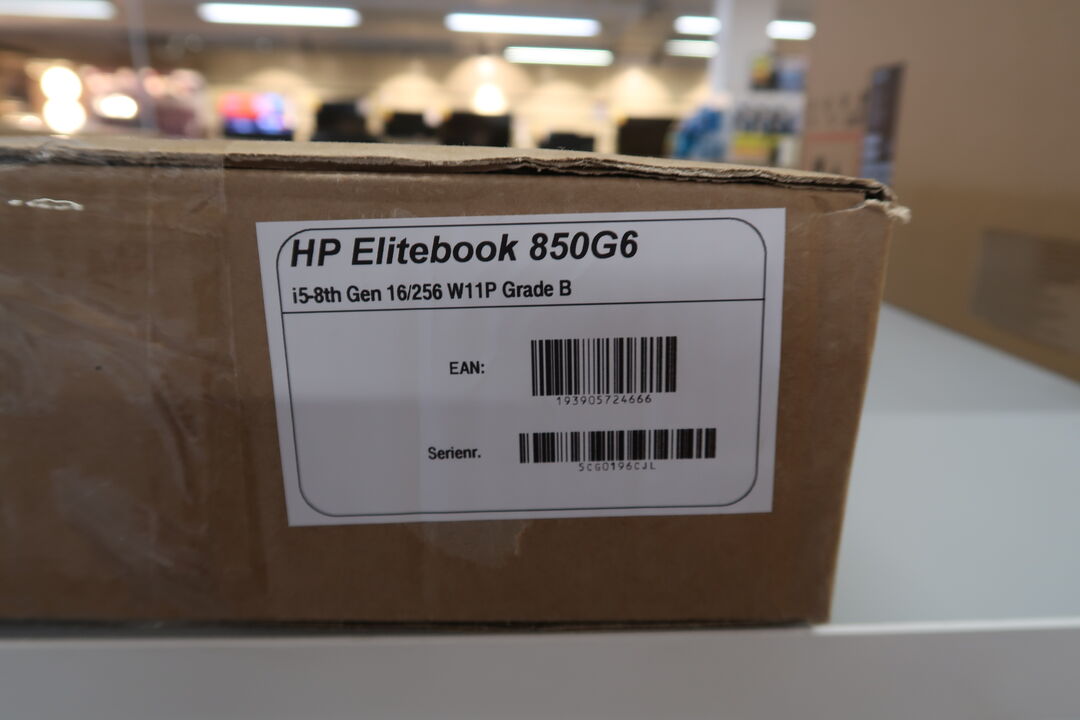 HP Elitebook 850G6
i5-8th Gen 16/256 W11P Grade B
EAN:
193905724666
Serienr.
5CG0196CJL